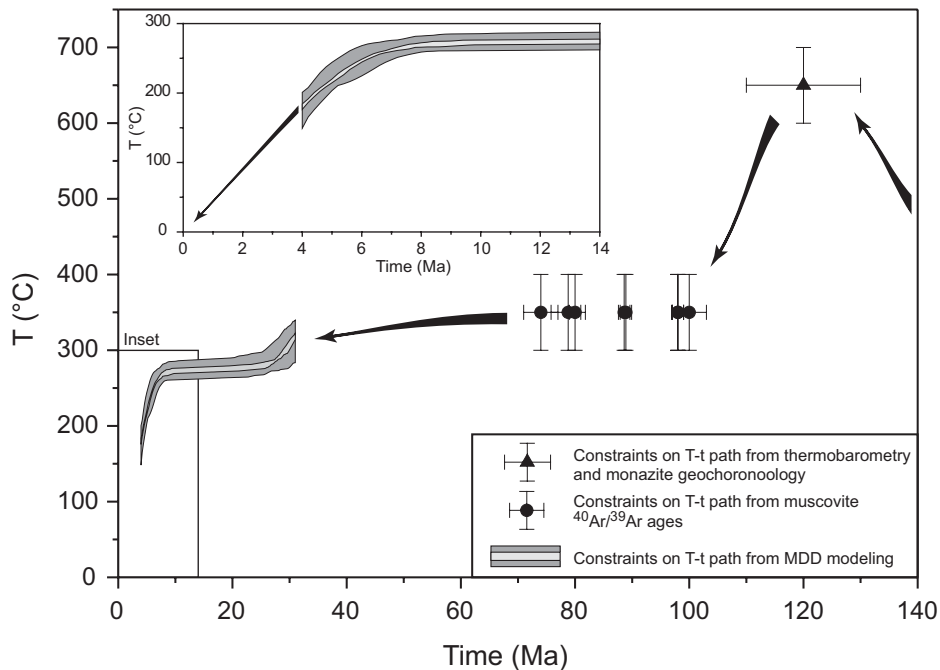 700
600
500
400
300
200
100
0
T (°C)
0 20 40 60 80 100 120 140
Time (Ma)
300
200
100
0
T (°C)
0 2 4 6 8 10 12 14
Time (Ma)
Inset
Constraints on T-t path from thermobarometry
and monazite geochoronoology
Constraints on T-t path from muscovite
40Ar/39Ar ages
Constraints on T-t path from MDD modeling